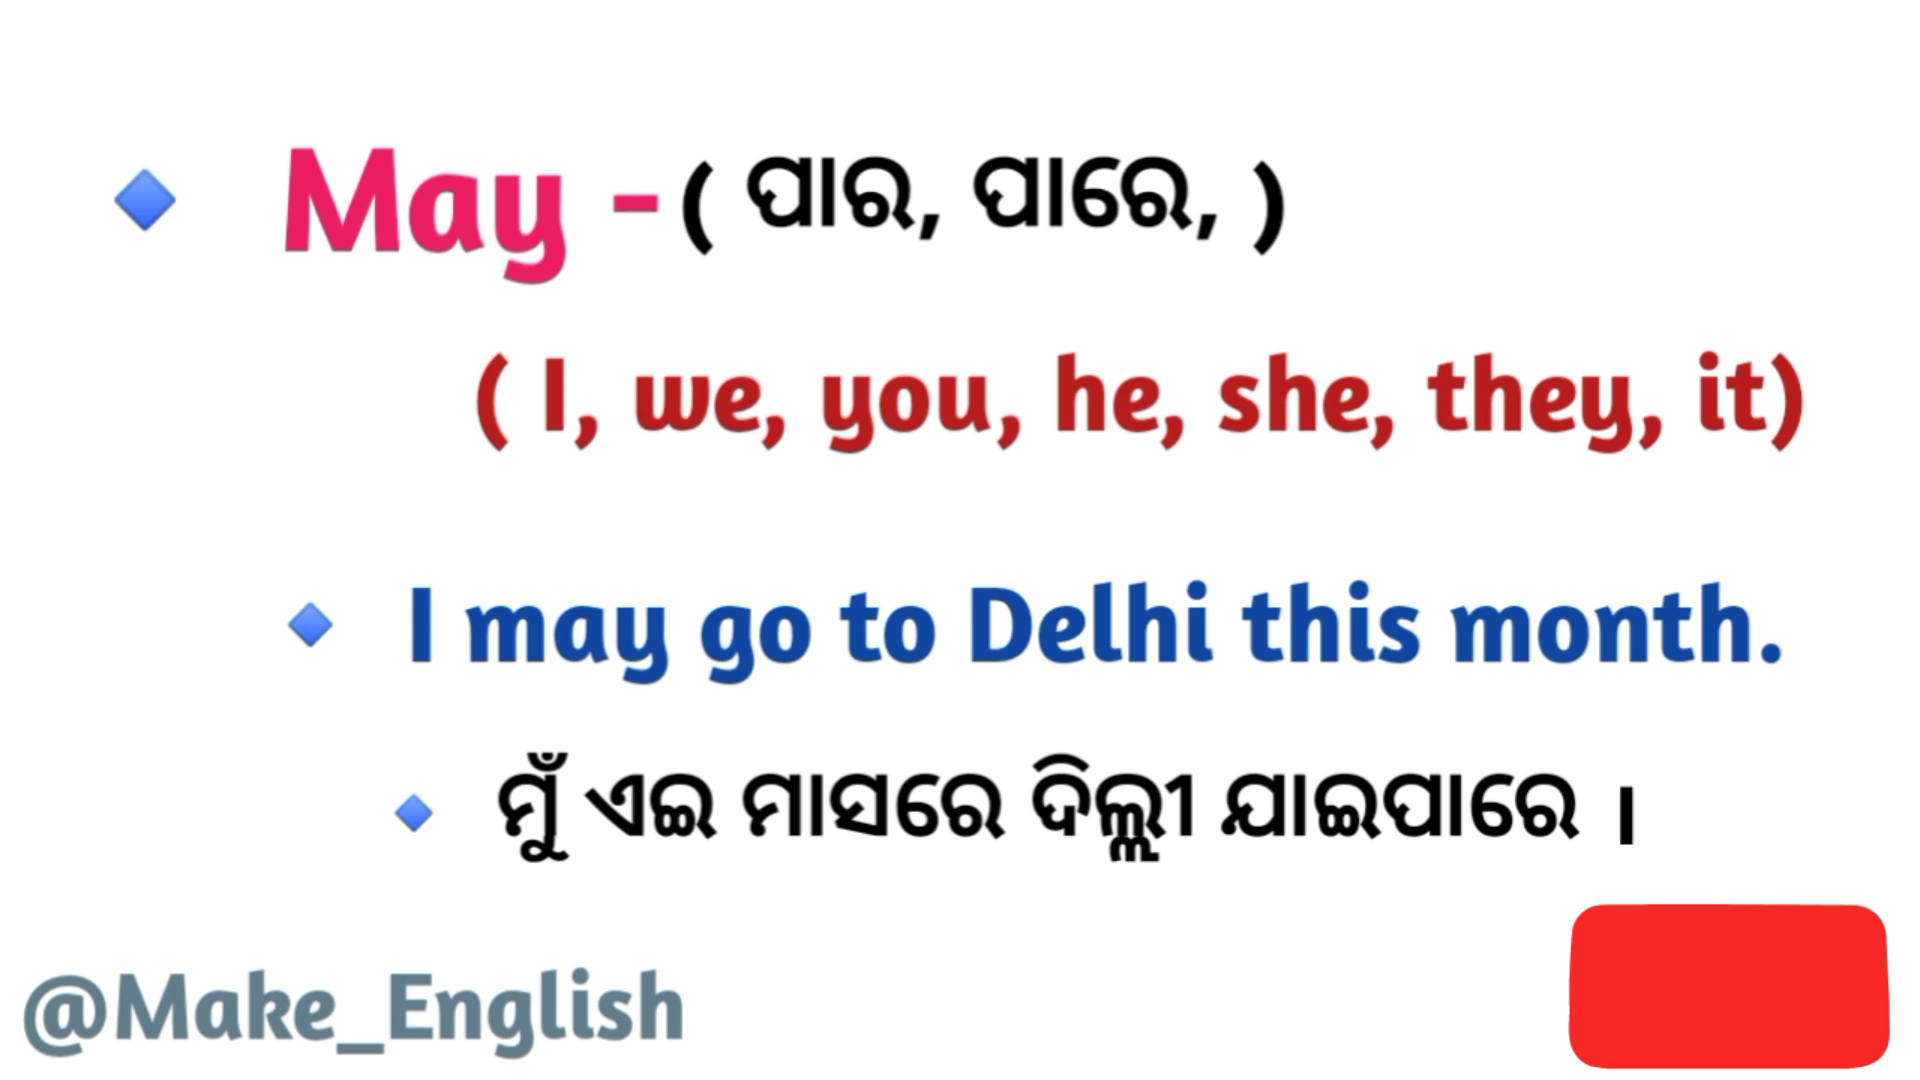 May - ( ପାର, ପାରେ, )
( I, we, you, he, she, they, it)
I may go to Delhi this month.
ମୁଁ ଏଇ ମାସରେ ଦିଲ୍ଲୀ ଯାଇପାରେ ।
@Make_English